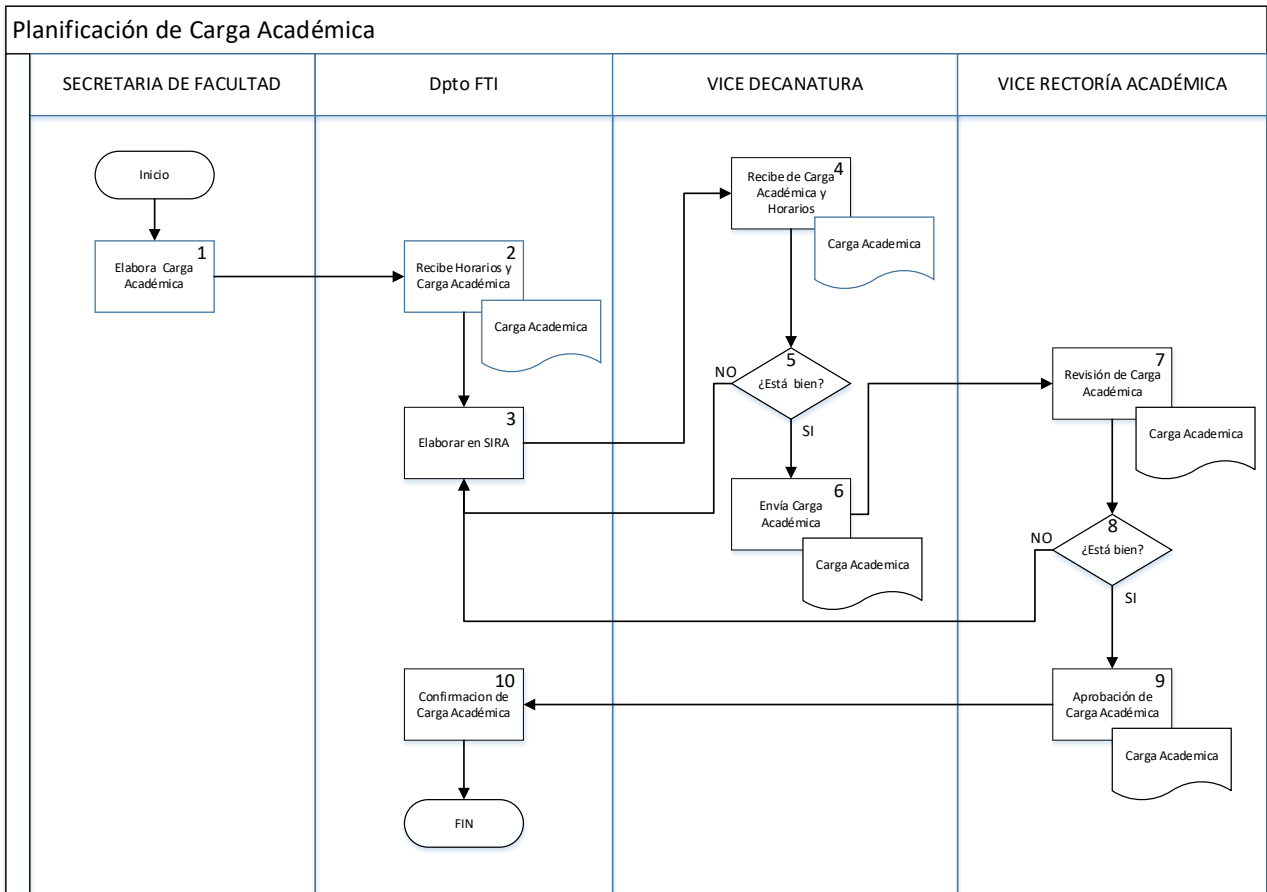 Planificación de Carga Académica
SECRETARIA DE FACULTAD
Dpto FTI
VICE DECANATURA
VICE RECTORÍA ACADÉMICA
Inicio
1
Elabora Carga
Académica
2
Recibe Horarios y
Carga Académica
Carga Academica
3
Elaborar en SIRA
4
Recibe de Carga
Académica y
Horarios
Carga Academica
5
¿Está bien?
NO
SI
6
Envía Carga
Académica
Carga Academica
7
Revisión de Carga
Académica
Carga Academica
8
¿Está bien?
NO
SI
9
Aprobación de
Carga Académica
Carga Academica
10
Confirmacion de
Carga Académica
FIN